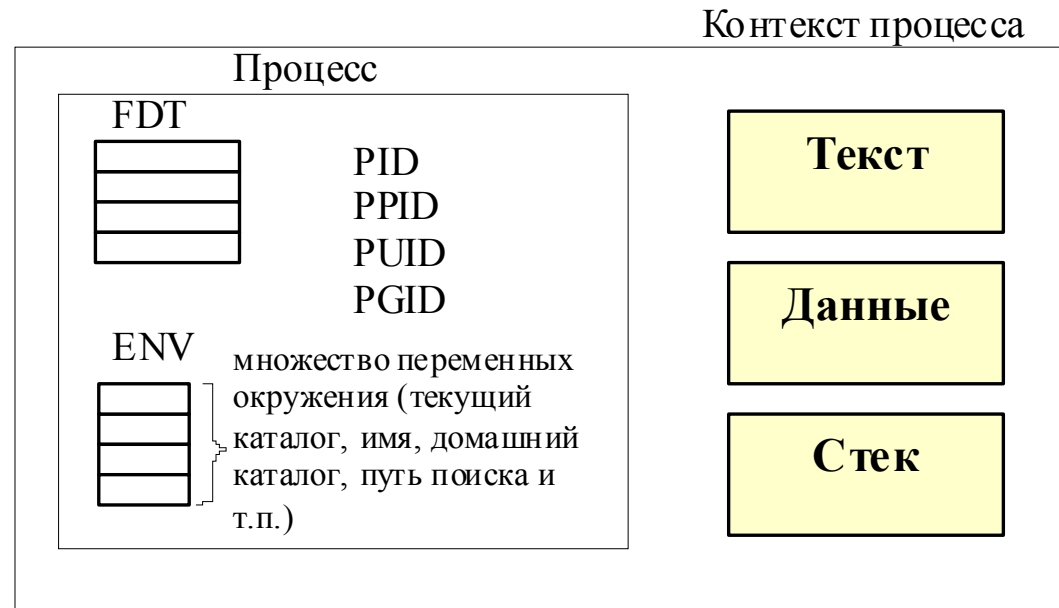 Контекст процесса
Процесс
FDT
PID
PPID
PUID
PGID
ENV
множество переменных
окружения (текущий
каталог, имя, домашний
каталог, путь поиска и
т.п.)
Текст
Данные
Стек